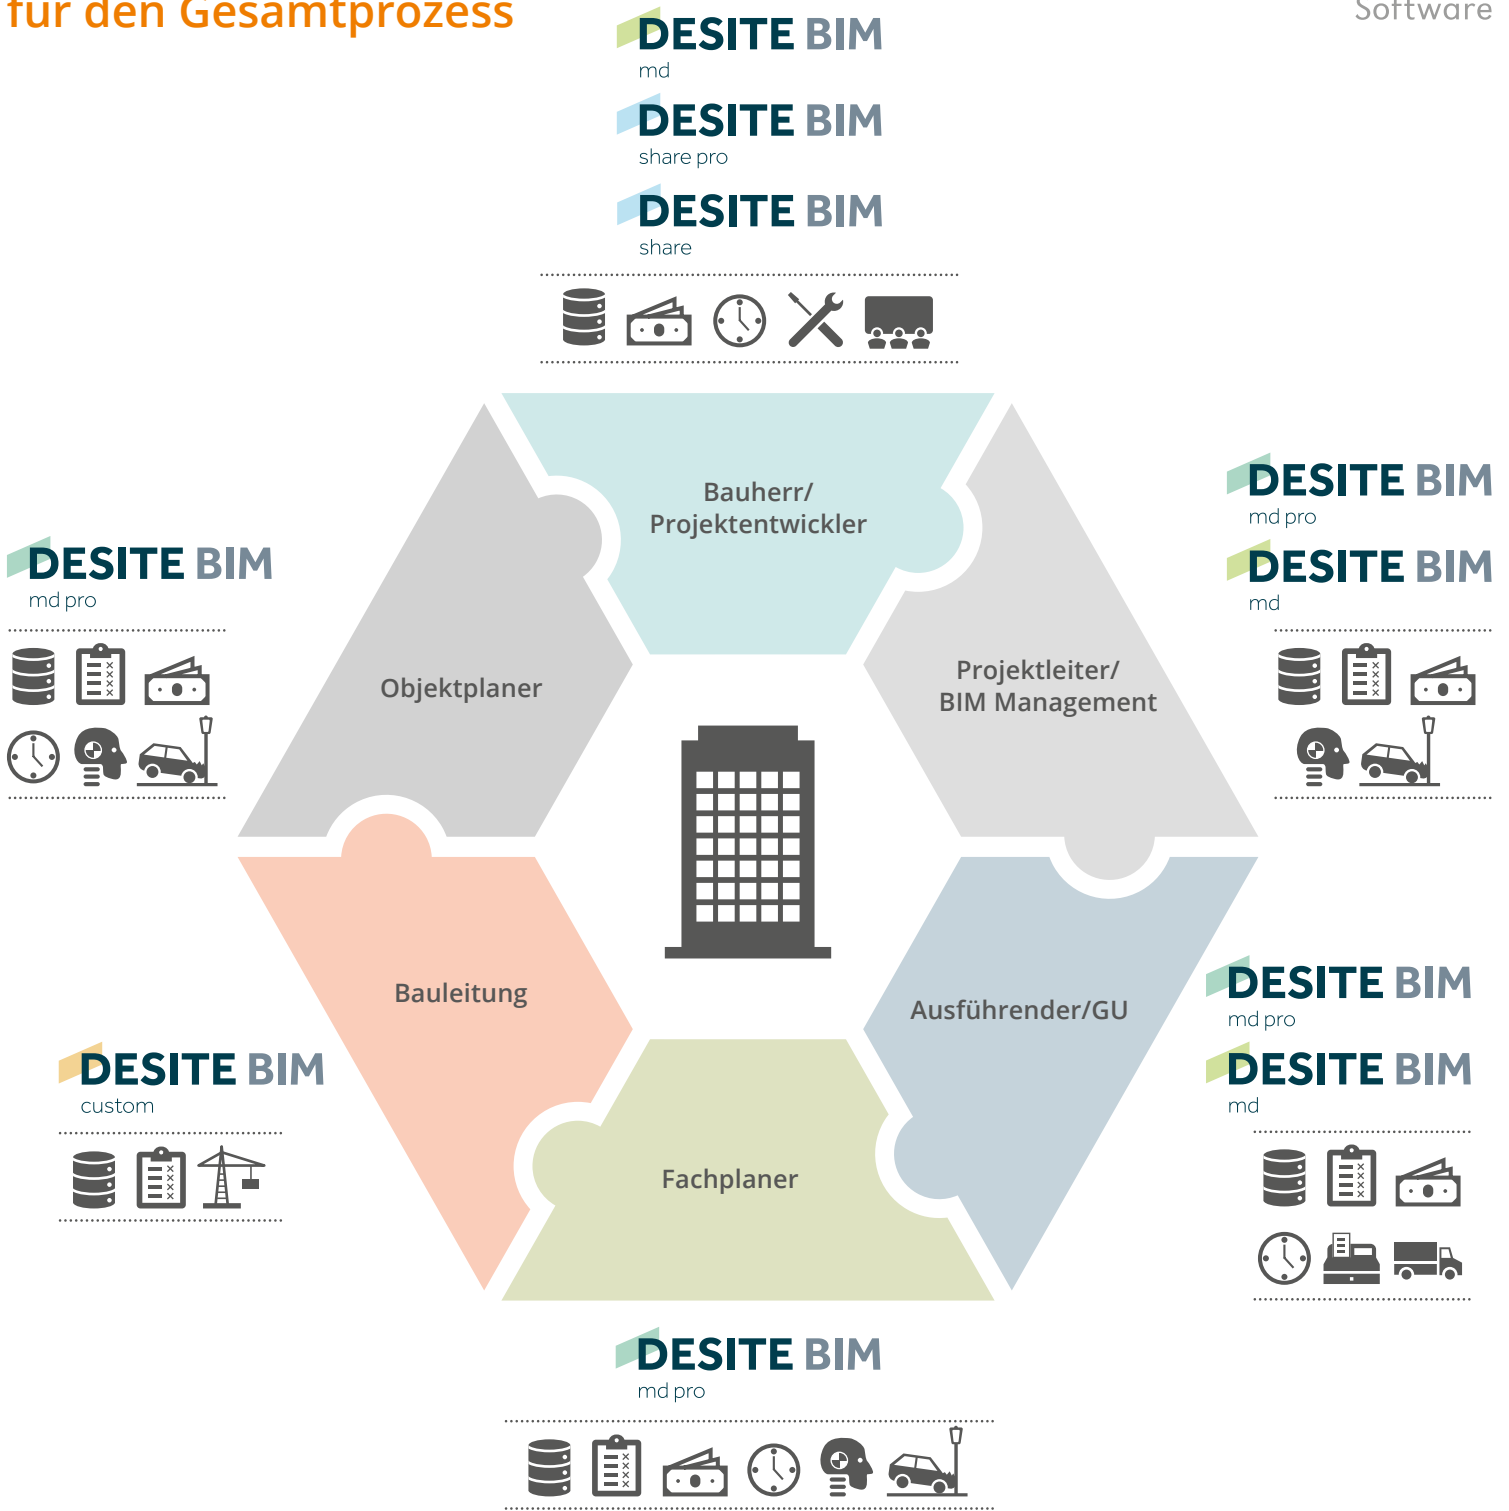 für den Gesamtprozess
Software
DESITE BIM
md
DESITE BIM
share pro
DESITE BIM
share
Bauherr/
Projektentwickler
DESITE BIM
md pro
DESITE BIM
md
DESITE BIM
md pro
Objektplaner
Projektleiter/
BIM Management
Bauleitung
Ausführender/GU
DESITE BIM
md pro
DESITE BIM
md
DESITE BIM
custom
Fachplaner
DESITE BIM
md pro